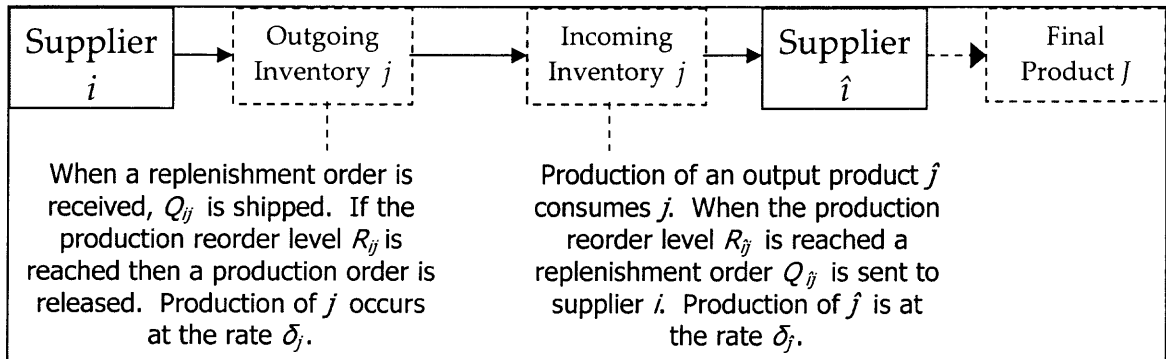 Supplier
i
Outgoing
Inventory j
Incoming
Inventory j
Supplier
î
Final
Product J
When a replenishment order is
received, Qij is shipped. If the
production reorder level Rij is
reached then a production order is
released. Production of j occurs
at the rate δj.
Production of an output product ĵ
consumes j. When the production
reorder level Rîj is reached a
replenishment order Qîj is sent to
supplier i. Production of ĵ is at
the rate δĵ.